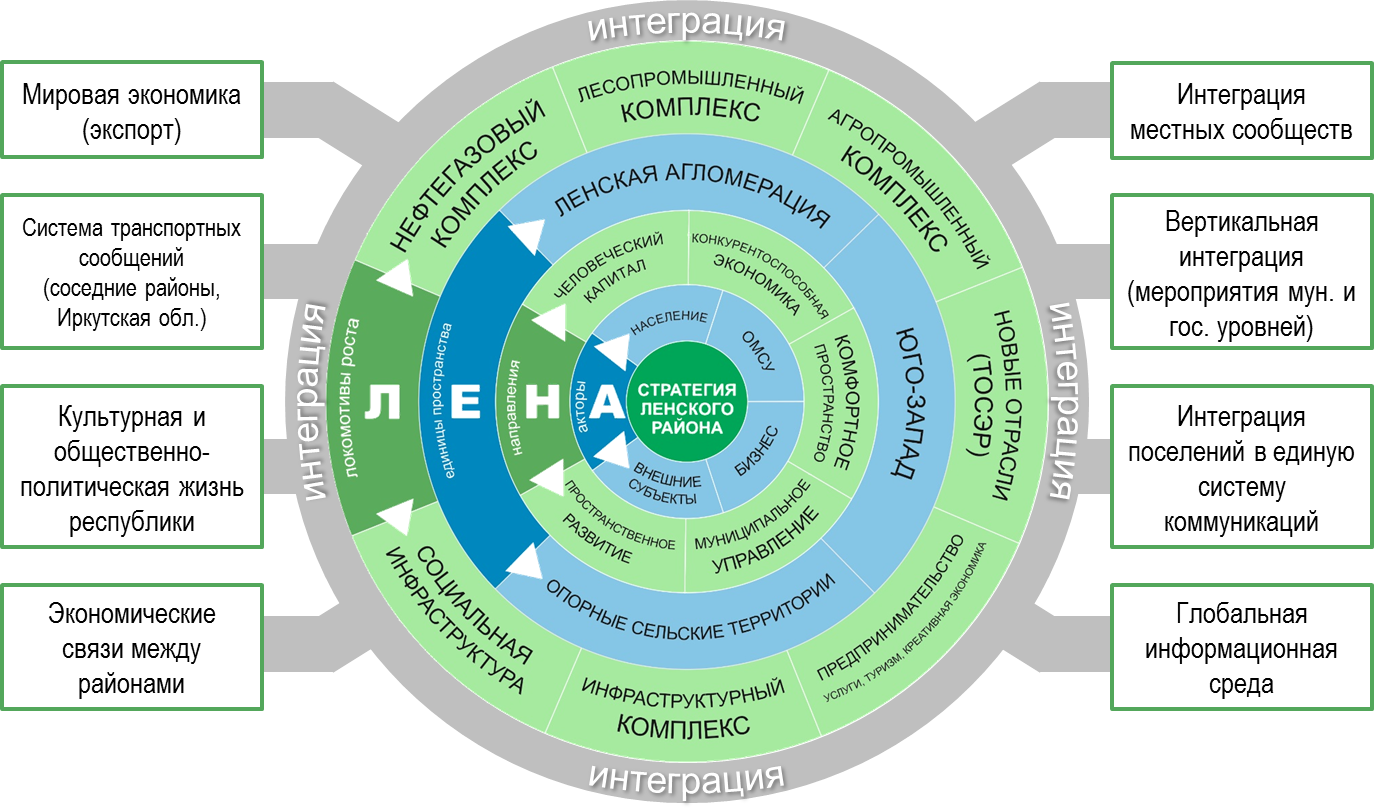 интеграция
Мировая экономика
(экспорт)
Система транспортных
сообщений
(соседние районы,
Иркутская обл.)
Культурная и
общественно-
политическая жизнь
республики
Экономические
связи между
районами
интеграция
НЕФТЕГАЗОВЫЙ
КОМПЛЕКС
ЛЕСОПРОМЫШЛЕННЫЙ
КОМПЛЕКС
АГРОПРОМЫШЛЕННЫЙ
КОМПЛЕКС
НОВЫЕ ОТРАСЛИ
(ТОСЭР)
ПРЕДПРИНИМАТЕЛЬСТВО
УСЛУГИ, ТУРИЗМ, КРЕАТИВНАЯ ЭКОНОМИКА
ИНФРАСТРУКТУРНЫЙ
КОМПЛЕКС
СОЦИАЛЬНАЯ
ИНФРАСТРУКТУРА
локомотивы роста
ЛЕНСКАЯ АГЛОМЕРАЦИЯ
ЮГО-ЗАПАД
ОПОРНЫЕ СЕЛЬСКИЕ ТЕРРИТОРИИ
единицы пространства
ЧЕЛОВЕЧЕСКИЙ
КАПИТАЛ
КОНКУРЕНТОСПОСОБНАЯ
ЭКОНОМИКА
КОМФОРТНОЕ
ПРОСТРАНСТВО
МУНИЦИПАЛЬНОЕ
УПРАВЛЕНИЕ
ПРОСТРАНСТВЕННОЕ
РАЗВИТИЕ
направления
НАСЕЛЕНИЕ
ОМСУ
БИЗНЕС
ВНЕШНИЕ
СУБЪЕКТЫ
акторы
Л Е Н А
СТРАТЕГИЯ
ЛЕНСКОГО
РАЙОНА
интеграция
Интеграция
местных сообществ
Вертикальная
интеграция
(мероприятия мун. и
гос. уровней)
Интеграция
поселений в единую
систему
коммуникаций
Глобальная
информационная
среда
интеграция